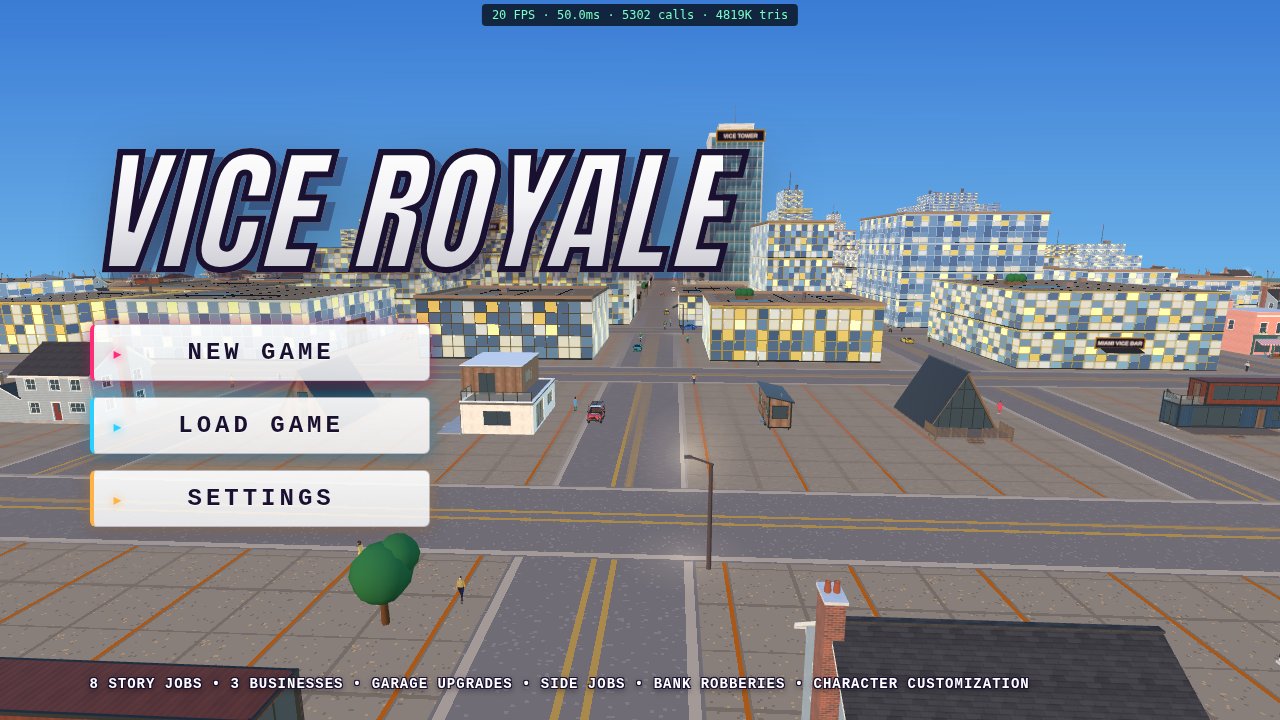 20 FPS · 50.0ms · 5302 calls · 4819K tris
VICE TOWER
VICE ROYALE
MIAMI VICE BAR
NEW GAME
LOAD GAME
SETTINGS
8 STORY JOBS • 3 BUSINESSES • GARAGE UPGRADES • SIDE JOBS • BANK ROBBERIES • CHARACTER CUSTOMIZATION